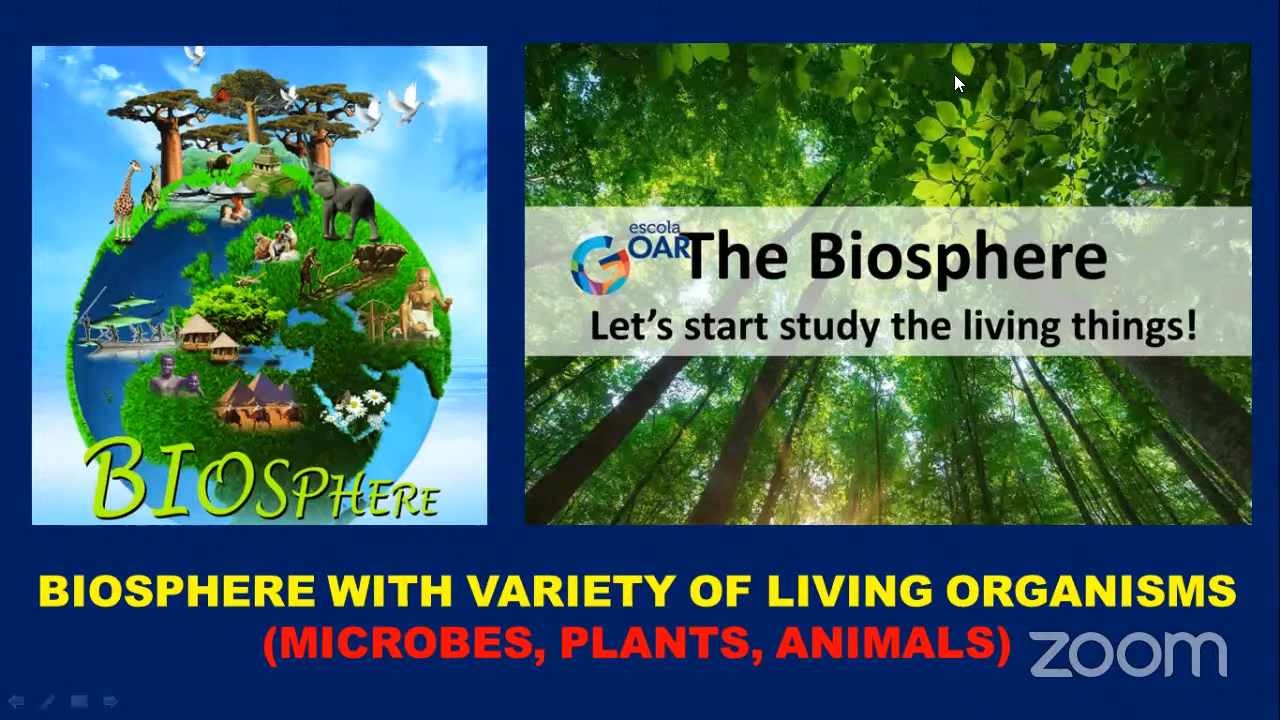 BIOSPHERE
escola
GOAR
The Biosphere
Let's start study the living things!
BIOSPHERE WITH VARIETY OF LIVING ORGANISMS
(MICROBES, PLANTS, ANIMALS)
zoom